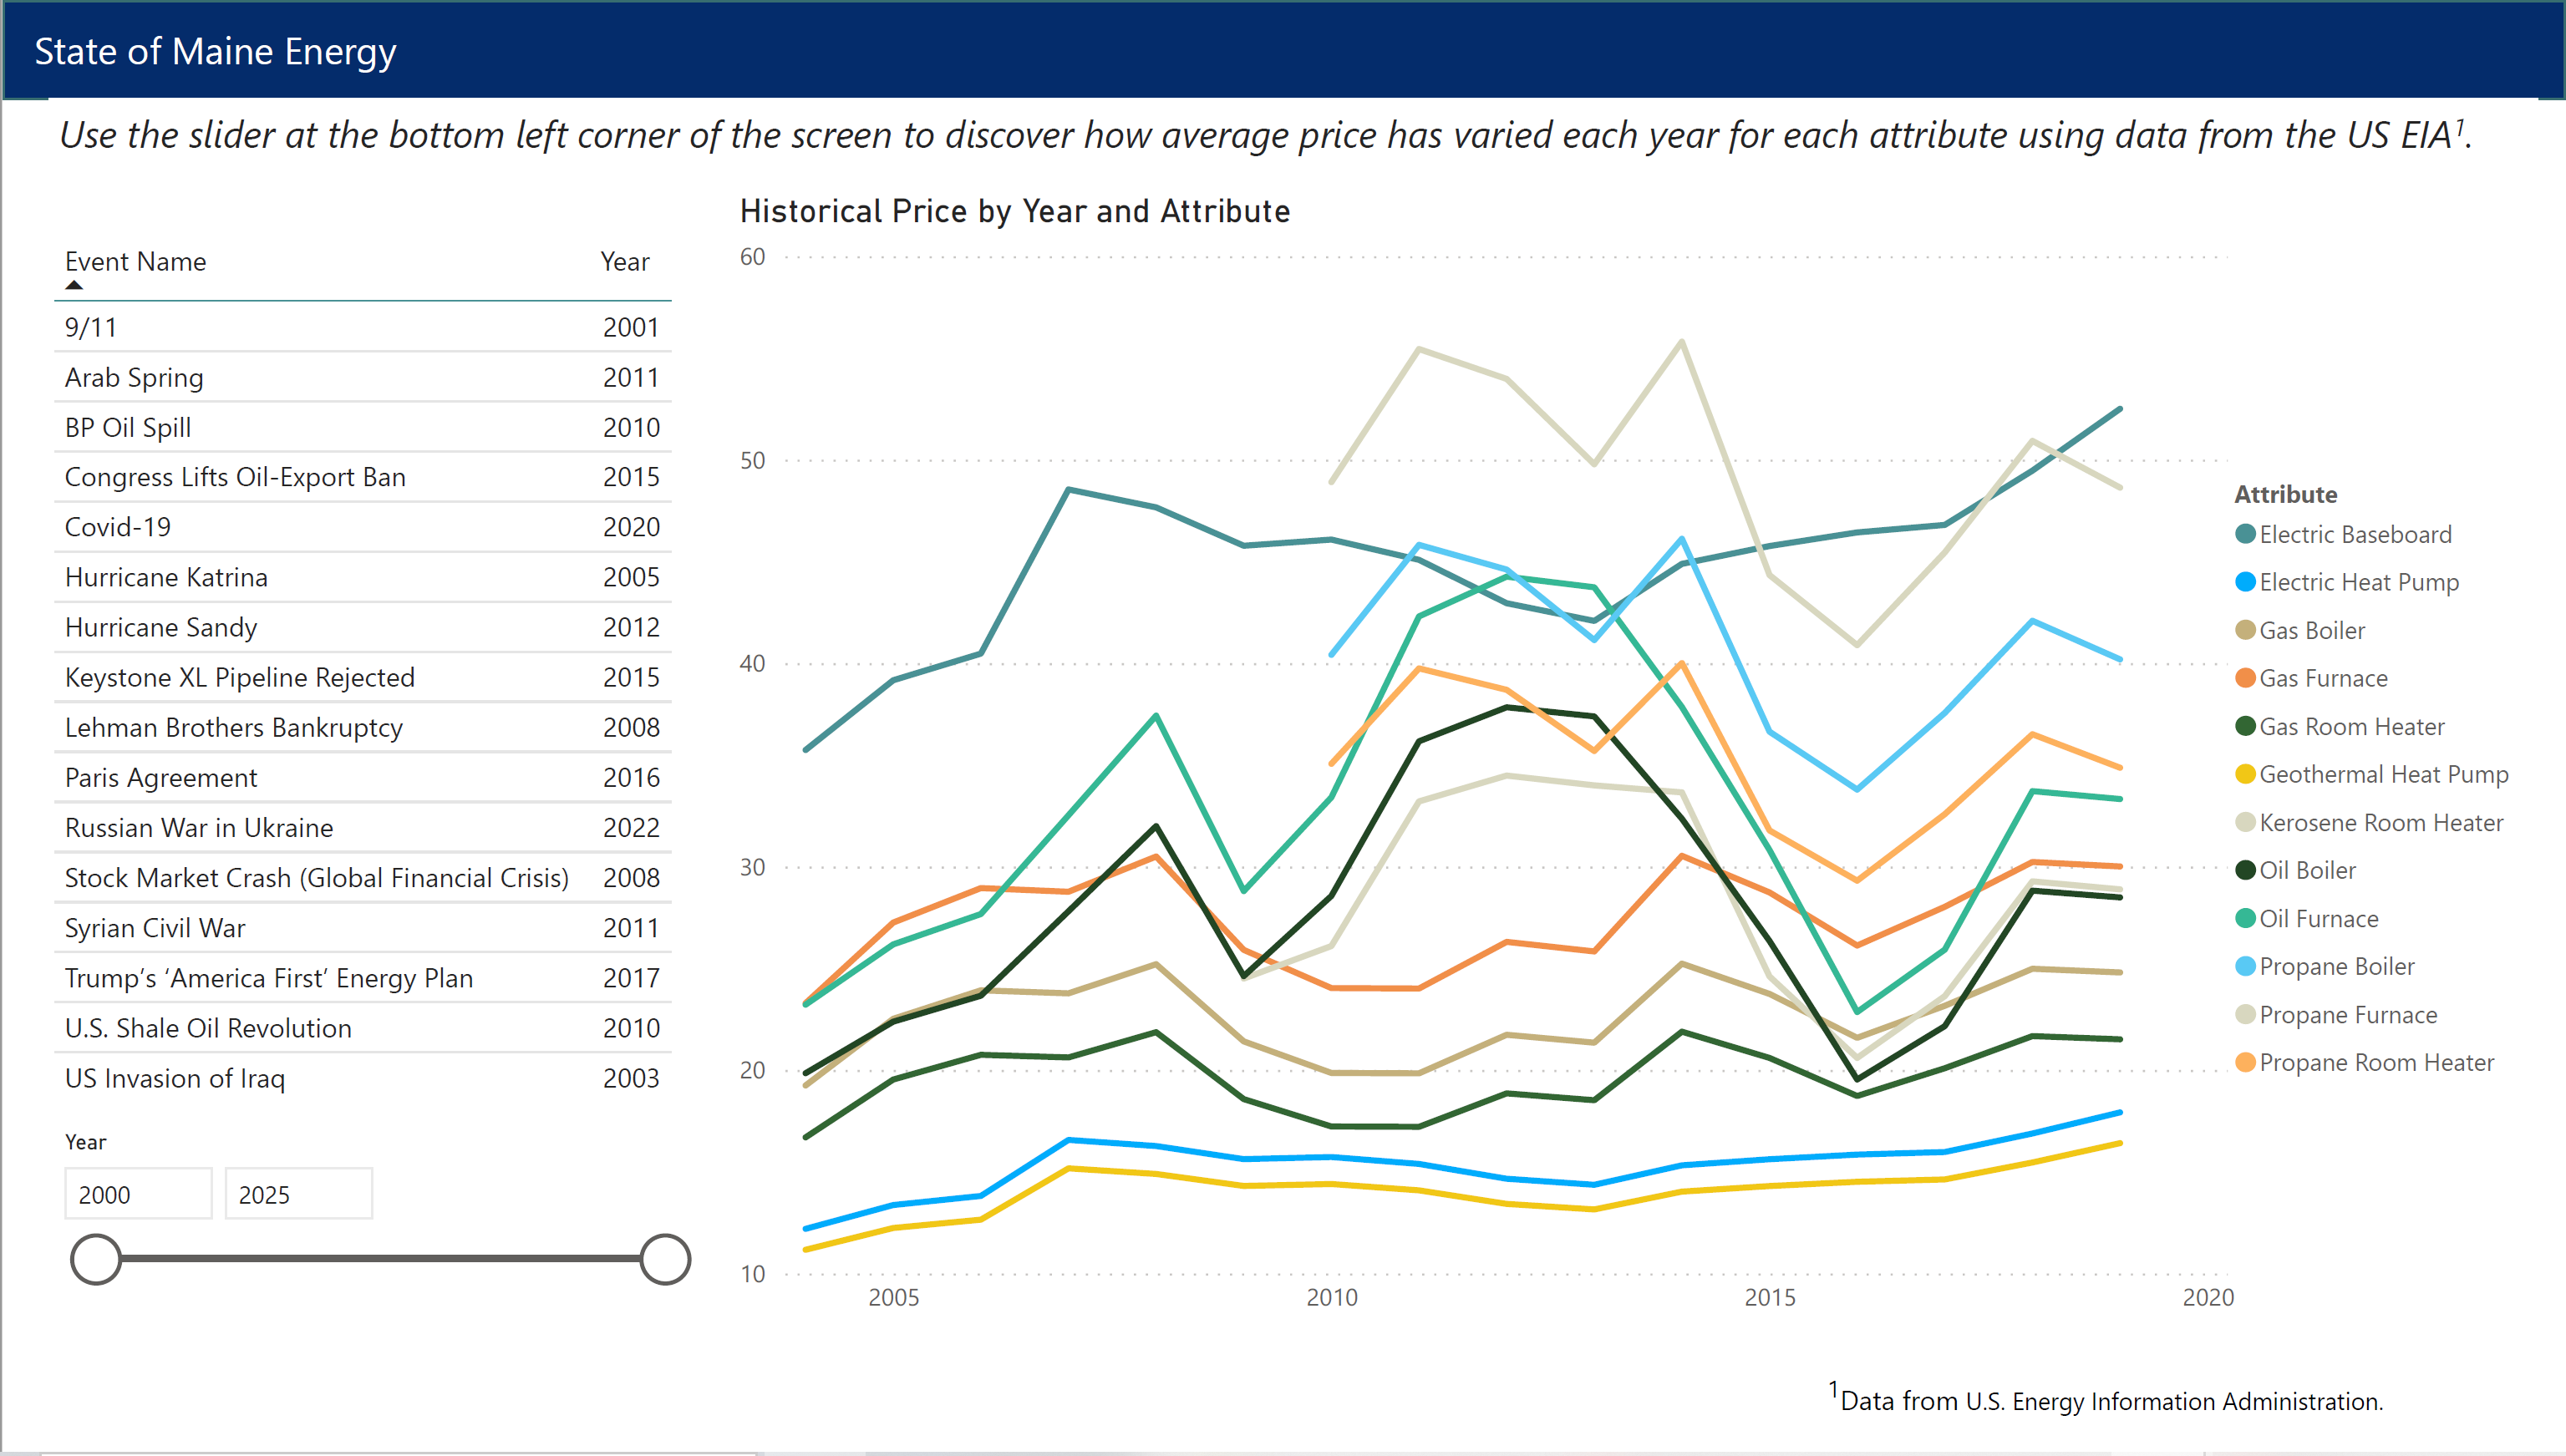 State of Maine Energy
Use the slider at the bottom left corner of the screen to discover how average price has varied each year for each attribute using data from the US EIA¹.
Event Name Year
9/11 2001
Arab Spring 2011
BP Oil Spill 2010
Congress Lifts Oil-Export Ban 2015
Covid-19 2020
Hurricane Katrina 2005
Hurricane Sandy 2012
Keystone XL Pipeline Rejected 2015
Lehman Brothers Bankruptcy 2008
Paris Agreement 2016
Russian War in Ukraine 2022
Stock Market Crash (Global Financial Crisis) 2008
Syrian Civil War 2011
Trump’s ‘America First’ Energy Plan 2017
U.S. Shale Oil Revolution 2010
US Invasion of Iraq 2003
Year
2000 2025
Historical Price by Year and Attribute
60
50
40
30
20
10
2005 2010 2015 2020
Attribute
Electric Baseboard
Electric Heat Pump
Gas Boiler
Gas Furnace
Gas Room Heater
Geothermal Heat Pump
Kerosene Room Heater
Oil Boiler
Oil Furnace
Propane Boiler
Propane Furnace
Propane Room Heater
¹Data from U.S. Energy Information Administration.